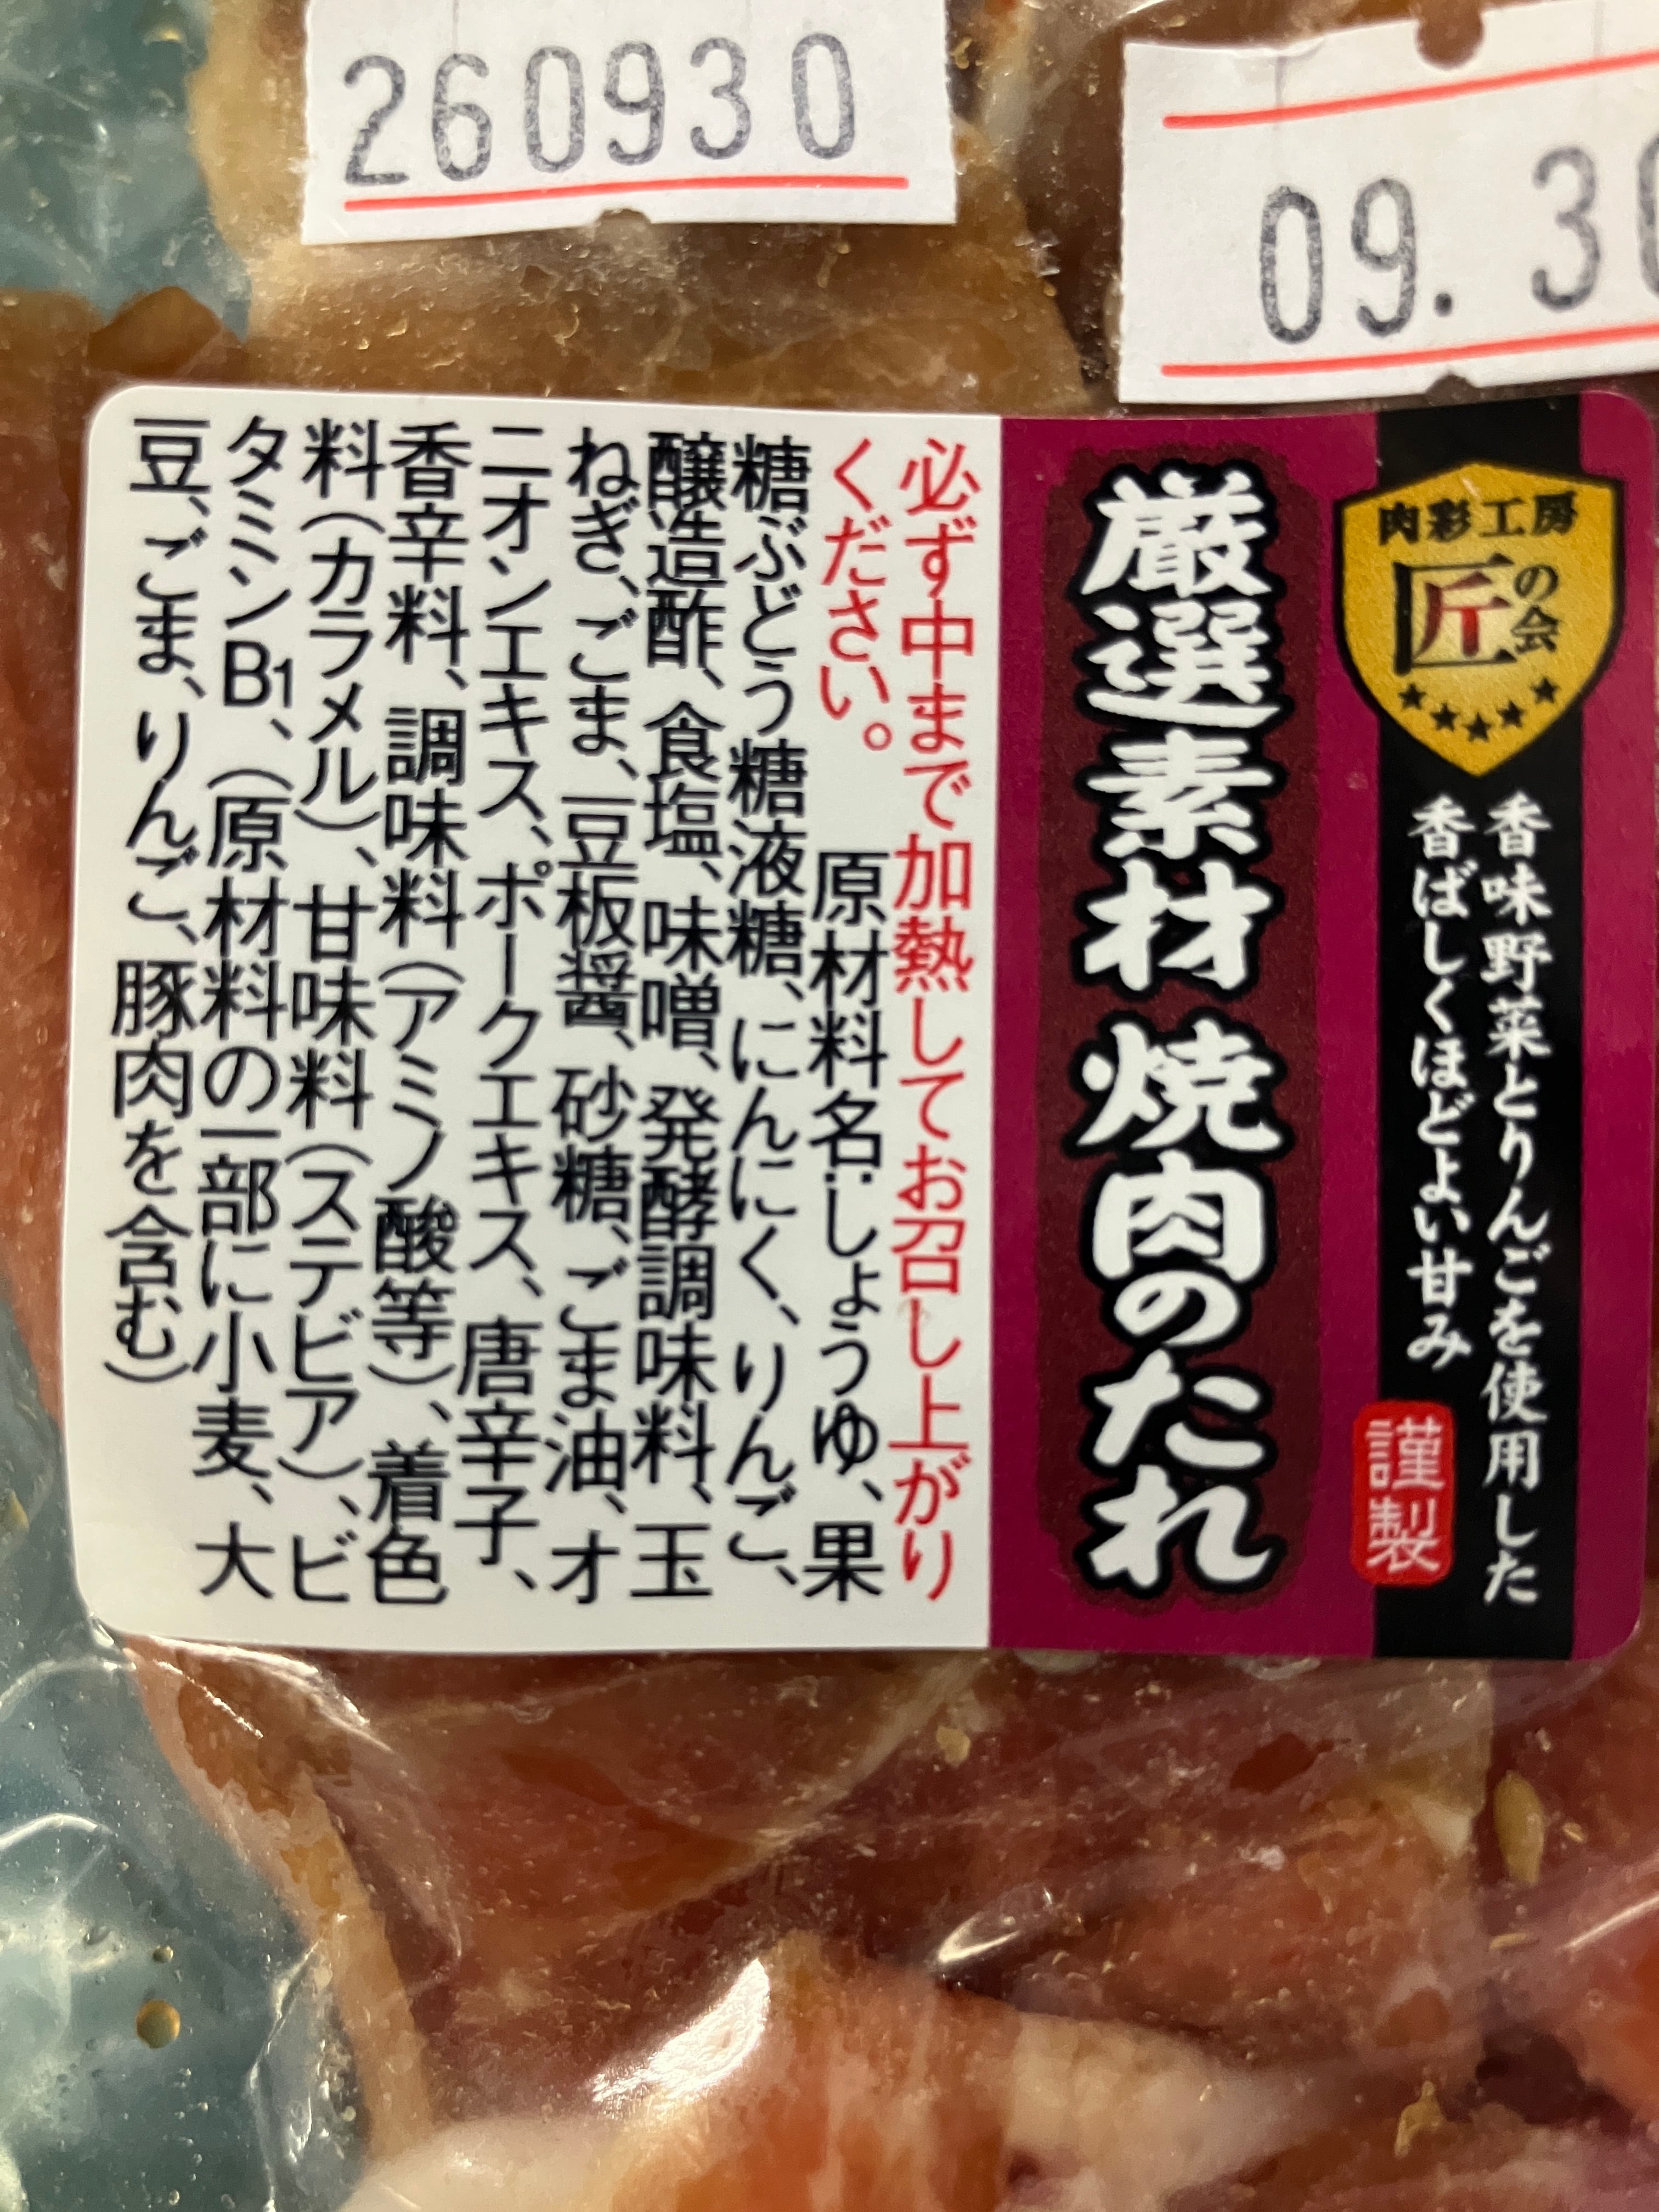 260930
09.30
肉彩工房
匠の会
香味野菜とりんごを使用した
香ばしくほどよい甘み
謹製
厳選素材 焼肉のたれ
必ず中まで加熱してお召し上がり
ください。
原材料名:しょうゆ、果
糖ぶどう糖液糖、にんにく、りんご、
醸造酢、食塩、味噌、発酵調味料、玉
ねぎ、ごま、豆板醤、砂糖、ごま油、オ
ニオンエキス、ポークエキス、唐辛子、
香辛料、調味料(アミノ酸等)、着色
料(カラメル)、甘味料(ステビア)、ビ
タミンB1、(原材料の一部に小麦、大
豆、ごま、りんご、豚肉を含む)